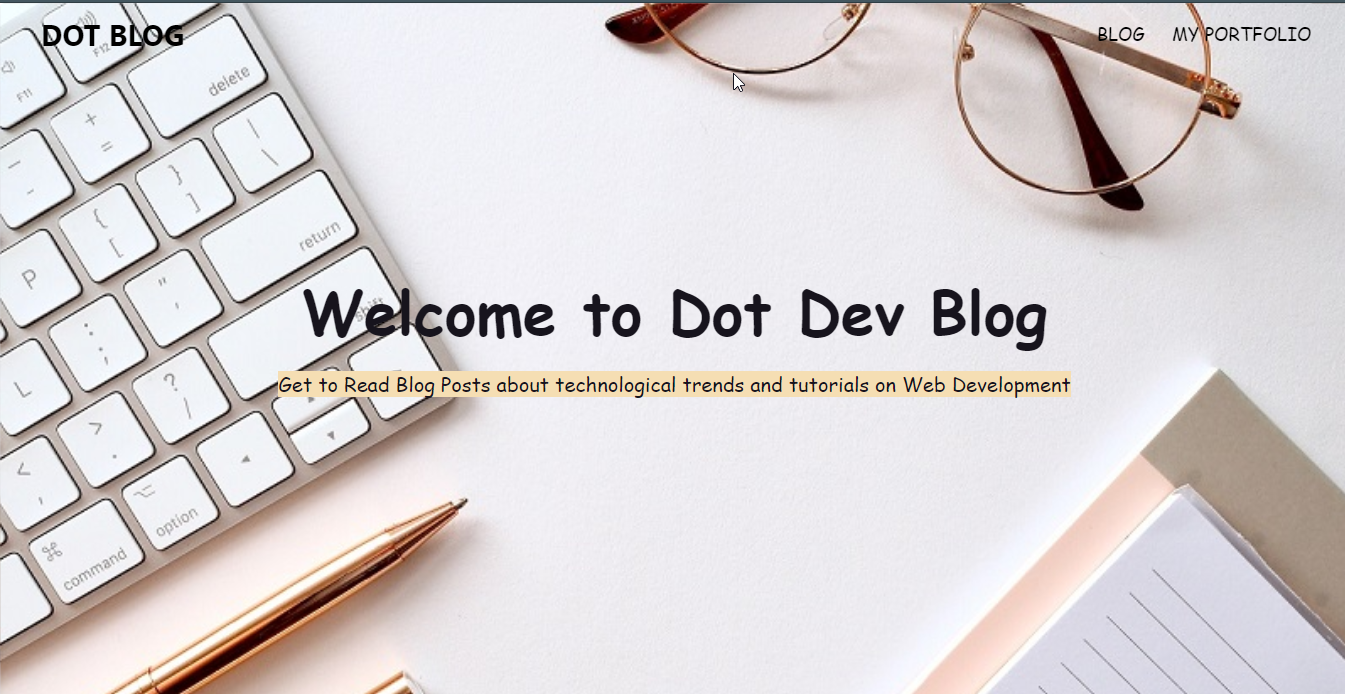 DOT BLOG
BLOG MY PORTFOLIO
F11
F12
delete
+
=
|
\
-
}
]
{
[
return
P
"
,
shift
:
;
L
?
/
>
.
<
,
option
command
Welcome to Dot Dev Blog
Get to Read Blog Posts about technological trends and tutorials on Web Development